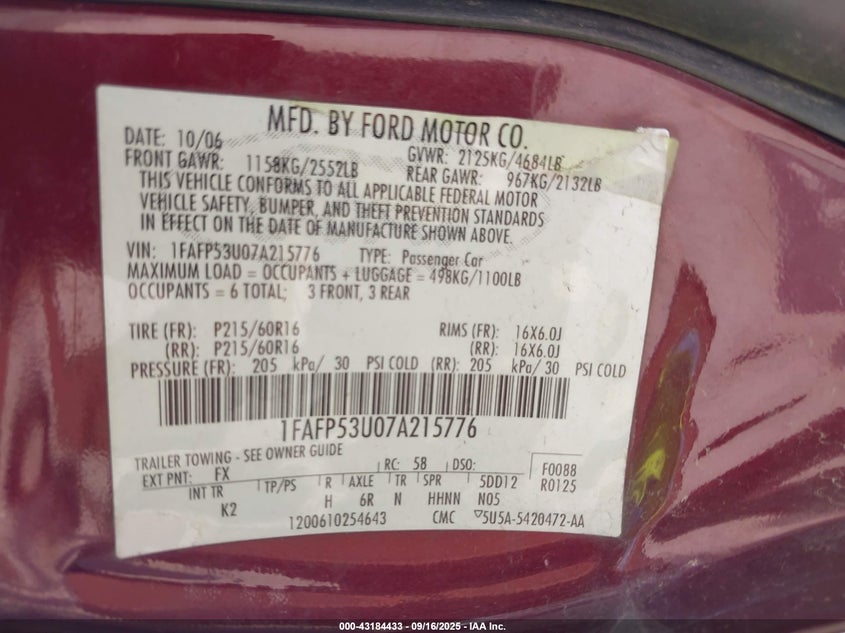 MFD. BY FORD MOTOR CO.
DATE: 10/06 GVWR: 2125KG/4684LB
FRONT GAWR: 1158KG/2552LB REAR GAWR: 967KG/2132LB
THIS VEHICLE CONFORMS TO ALL APPLICABLE FEDERAL MOTOR
VEHICLE SAFETY, BUMPER, AND THEFT PREVENTION STANDARDS
IN EFFECT ON THE DATE OF MANUFACTURE SHOWN ABOVE.
VIN: 1FAFP53U07A215776 TYPE: Passenger Car
MAXIMUM LOAD = OCCUPANTS + LUGGAGE = 498KG/1100LB
OCCUPANTS = 6 TOTAL; 3 FRONT, 3 REAR
TIRE (FR): P215/60R16 RIMS (FR): 16X6.0J
(RR): P215/60R16 (RR): 16X6.0J
PRESSURE (FR): 205 kPa/ 30 PSI COLD (RR): 205 kPa/ 30 PSI COLD
1FAFP53U07A215776
TRAILER TOWING - SEE OWNER GUIDE
EXT PNT: FX RC: 58 DSO: F0088
INT TR TP/PS R AXLE TR SPR 5DD12 R0125
K2 H 6R N HHNN N05
1200610254643 CMC ▽5U5A-5420472-AA
000-43184433 - 09/16/2025 - IAA Inc.